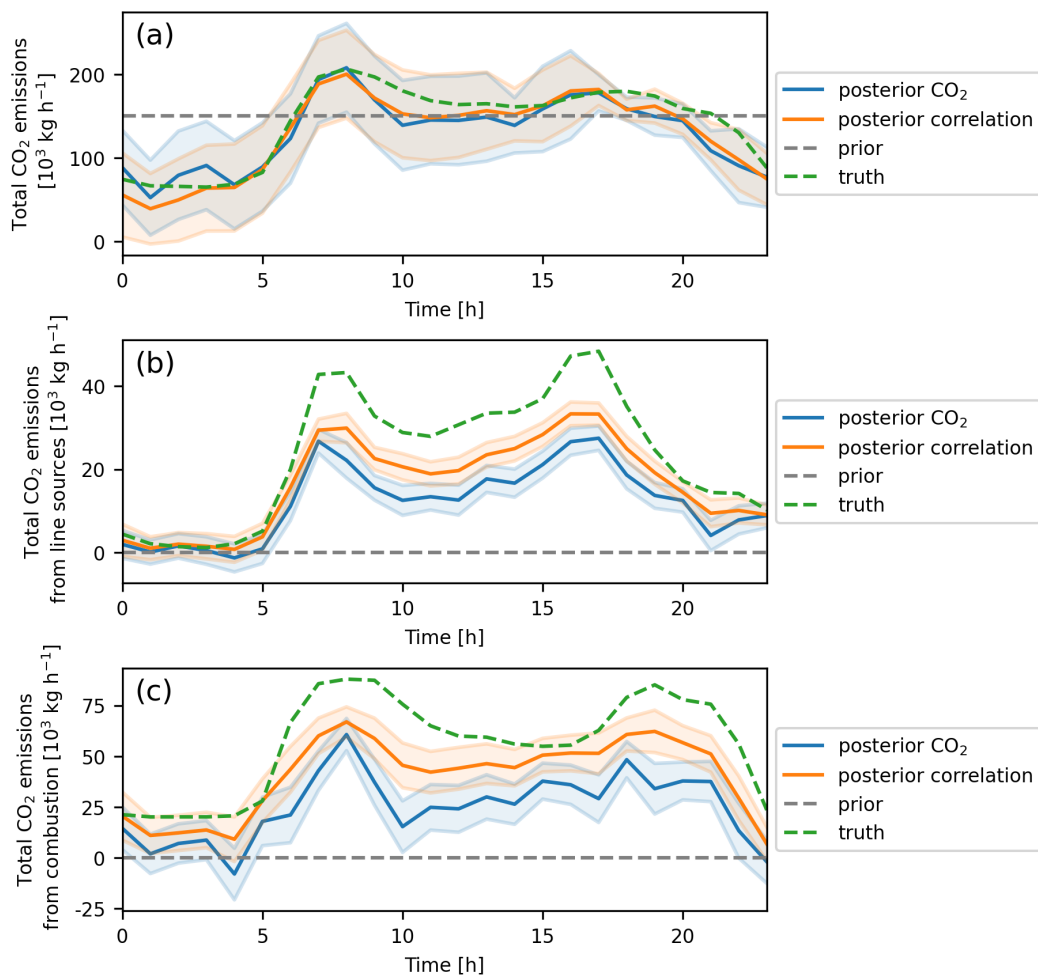 (a)
Total CO₂ emissions
[10³ kg h⁻¹]
200
100
0
0 5 10 15 20
Time [h]
posterior CO₂
posterior correlation
prior
truth
(b)
Total CO₂ emissions
from line sources [10³ kg h⁻¹]
40
20
0
0 5 10 15 20
Time [h]
posterior CO₂
posterior correlation
prior
truth
(c)
Total CO₂ emissions
from combustion [10³ kg h⁻¹]
75
50
25
0
-25
0 5 10 15 20
Time [h]
posterior CO₂
posterior correlation
prior
truth